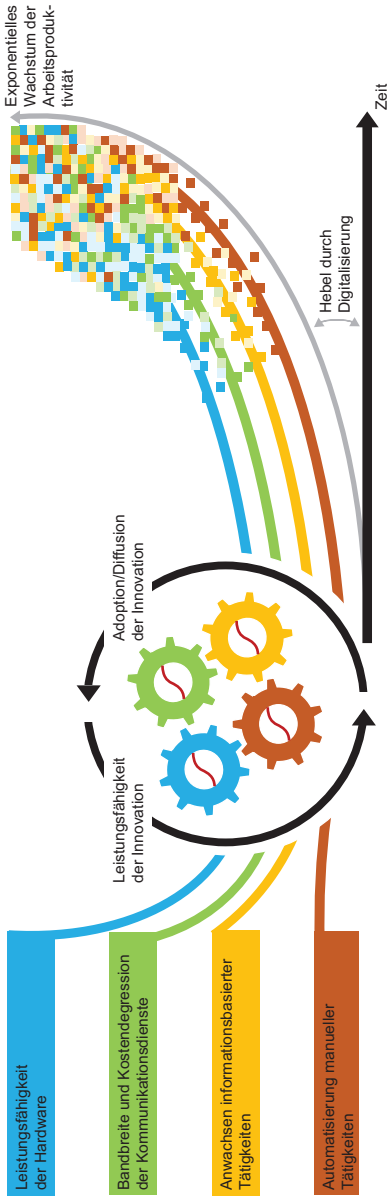 Leistungsfähigkeit
der Hardware
Bandbreite und Kostendegression
der Kommunikationsdienste
Anwachsen informationsbasierter
Tätigkeiten
Automatisierung manueller
Tätigkeiten
Leistungsfähigkeit
der Innovation
Adoption/Diffusion
der Innovation
Hebel durch
Digitalisierung
Exponentielles
Wachstum der
Arbeitsproduk-
tivität
Zeit